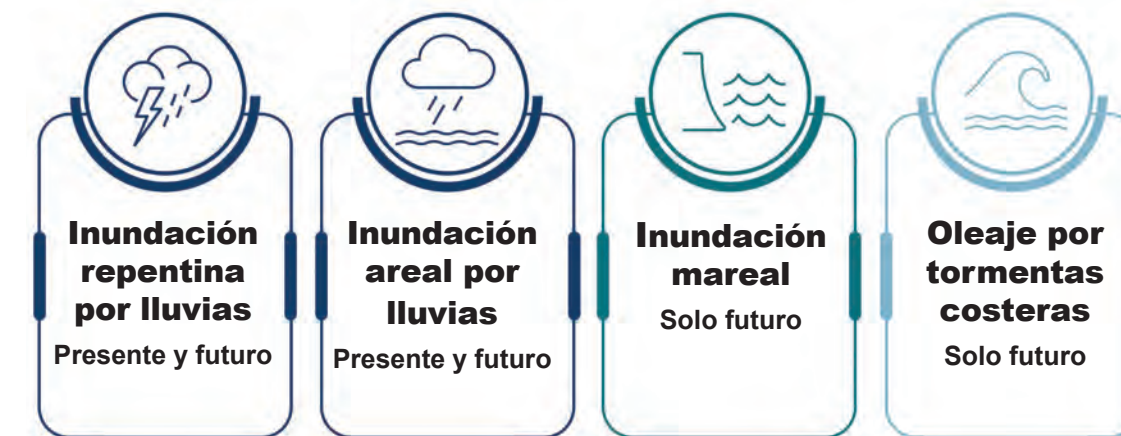 Inundación
repentina
por lluvias
Presente y futuro
Inundación
areal por
lluvias
Presente y futuro
Inundación
mareal
Solo futuro
Oleaje por
tormentas
costeras
Solo futuro